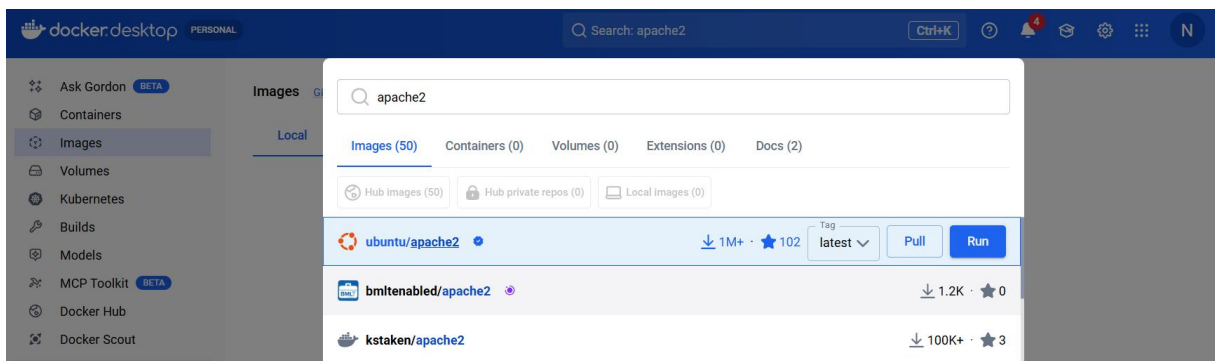 docker.desktop PERSONAL
Search: apache2
Ctrl+K
4
N
Ask Gordon BETA
Containers
Images
Volumes
Kubernetes
Builds
Models
MCP Toolkit BETA
Docker Hub
Docker Scout
Images Gi
Local
apache2
Images (50) Containers (0) Volumes (0) Extensions (0) Docs (2)
Hub images (50) Hub private repos (0) Local images (0)
ubuntu/apache2 1M+ · 102 Tag latest Pull Run
BMLT bmltenabled/apache2 1.2K · 0
kstaken/apache2 100K+ · 3